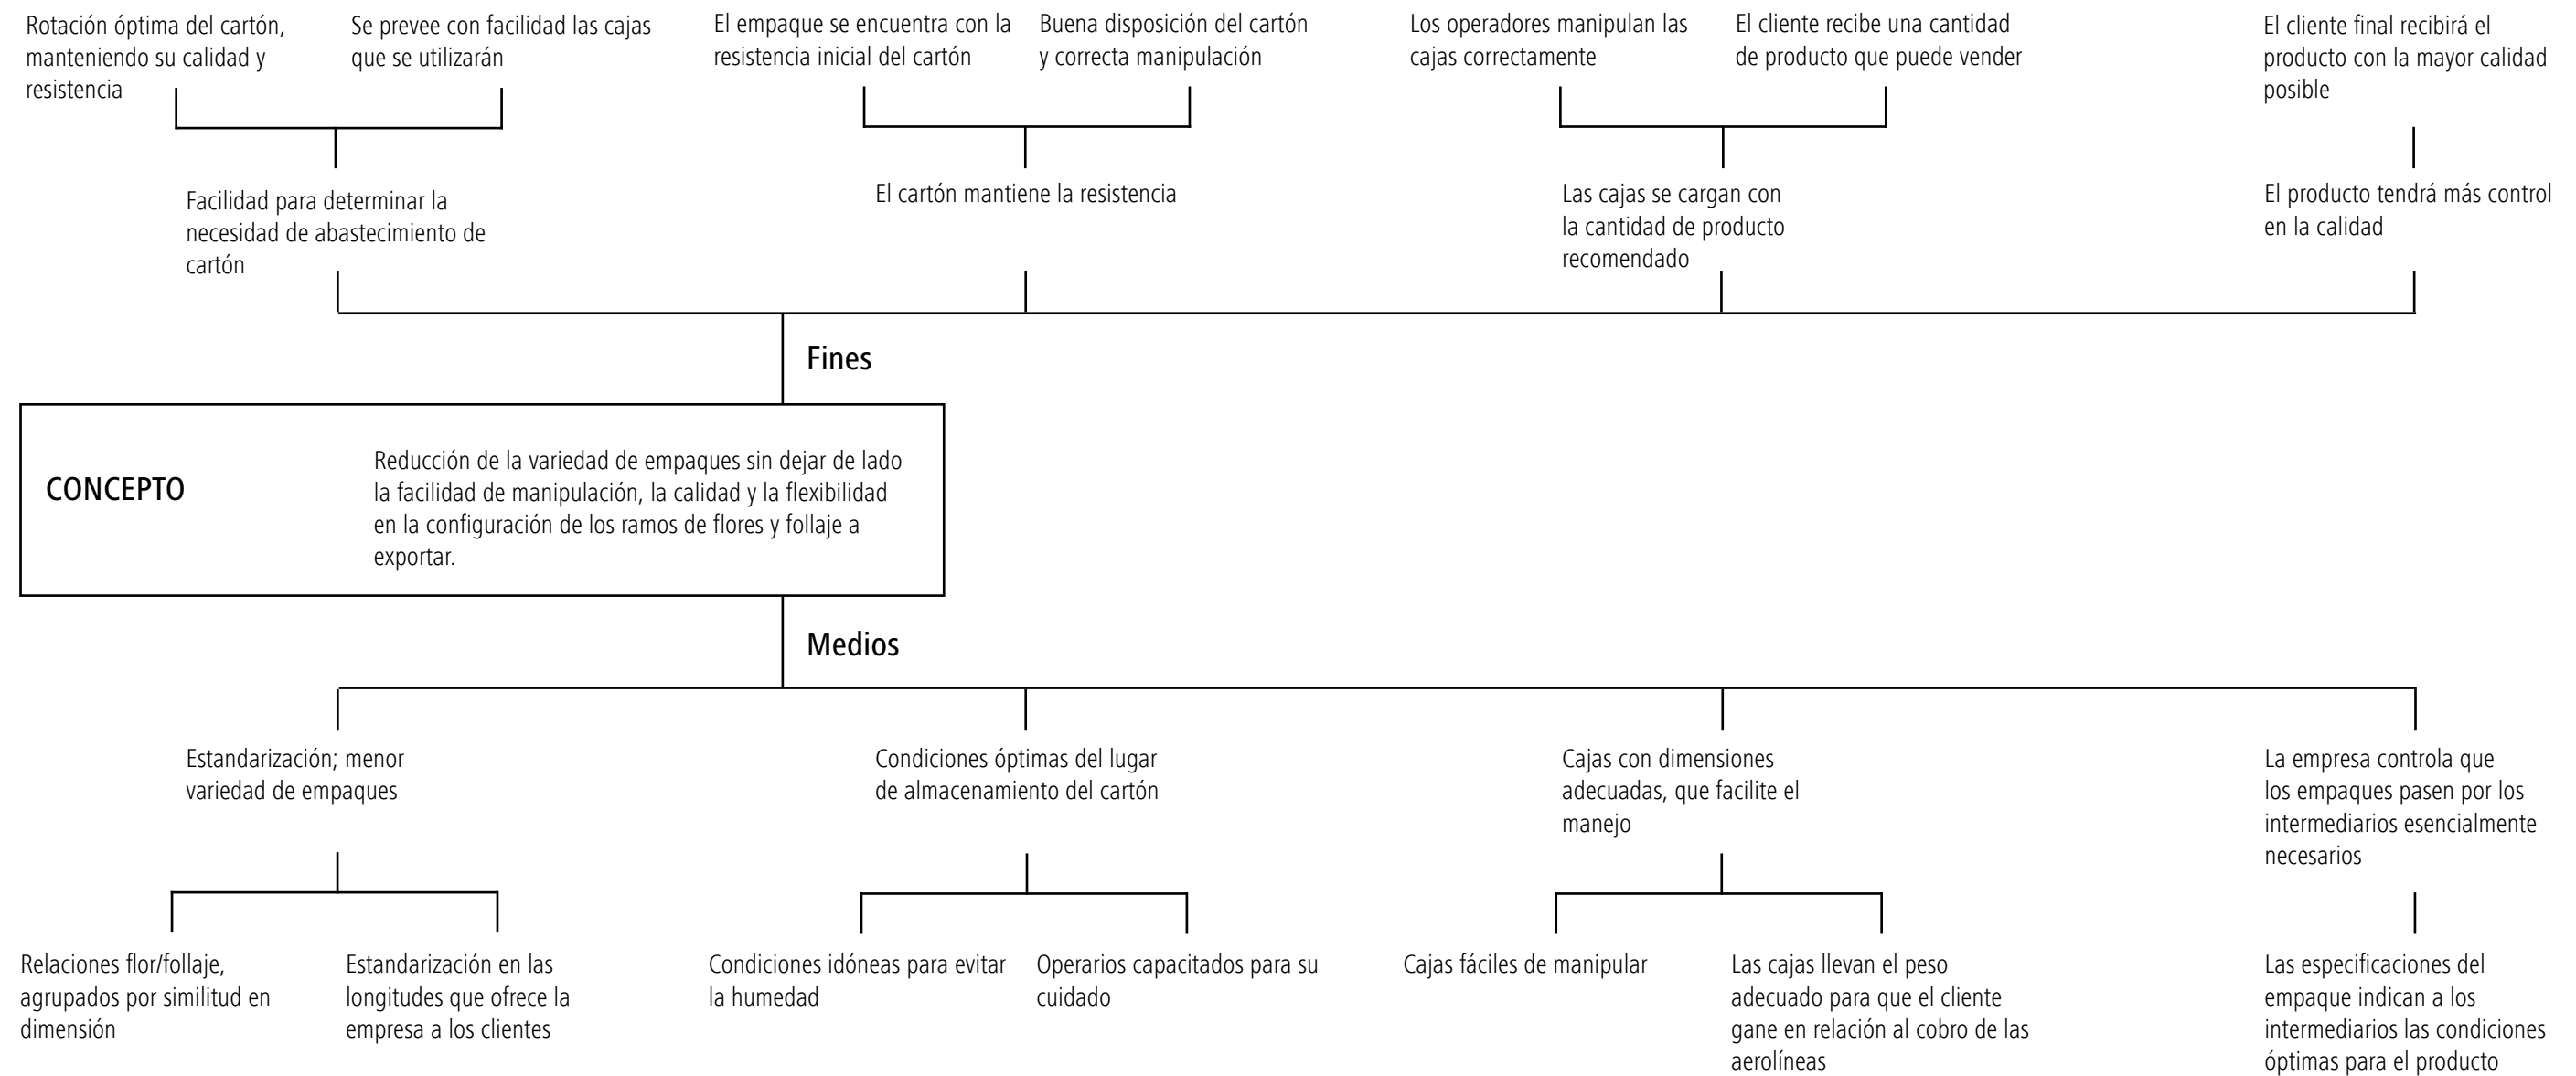 Rotación óptima del cartón,
manteniendo su calidad y
resistencia
Se prevee con facilidad las cajas
que se utilizarán
El empaque se encuentra con la
resistencia inicial del cartón
Buena disposición del cartón
y correcta manipulación
Los operadores manipulan las
cajas correctamente
El cliente recibe una cantidad
de producto que puede vender
El cliente final recibirá el
producto con la mayor calidad
posible
Facilidad para determinar la
necesidad de abastecimiento de
cartón
El cartón mantiene la resistencia
Las cajas se cargan con
la cantidad de producto
recomendado
El producto tendrá más control
en la calidad
Fines
CONCEPTO
Reducción de la variedad de empaques sin dejar de lado
la facilidad de manipulación, la calidad y la flexibilidad
en la configuración de los ramos de flores y follaje a
exportar.
Medios
Estandarización; menor
variedad de empaques
Condiciones óptimas del lugar
de almacenamiento del cartón
Cajas con dimensiones
adecuadas, que facilite el
manejo
La empresa controla que
los empaques pasen por los
intermediarios esencialmente
necesarios
Relaciones flor/follaje,
agrupados por similitud en
dimensión
Estandarización en las
longitudes que ofrece la
empresa a los clientes
Condiciones idóneas para evitar
la humedad
Operarios capacitados para su
cuidado
Cajas fáciles de manipular
Las cajas llevan el peso
adecuado para que el cliente
gane en relación al cobro de las
aerolíneas
Las especificaciones del
empaque indican a los
intermediarios las condiciones
óptimas para el producto